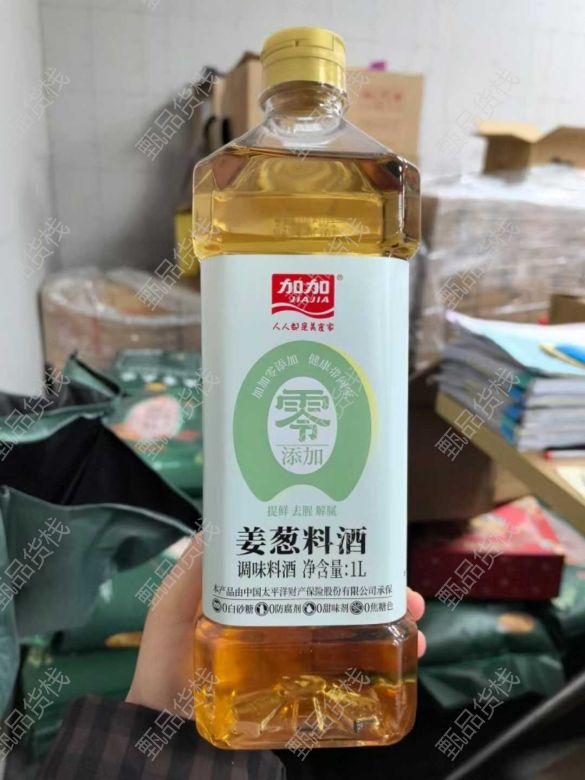 加加®
JIAJIA
人人都是美食家
加加零添加 健康带回家
零
添加
提鲜 去腥 解腻
姜葱料酒
调味料酒 净含量:1L
本产品由中国太平洋财产保险股份有限公司承保
0白砂糖 0防腐剂 0甜味剂 0焦糖色
甄品货栈